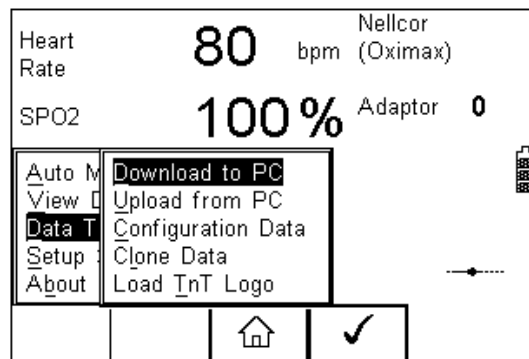 Heart
Rate
80 bpm
Nellcor
(Oximax)
SPO2
100 %
Adaptor 0
Auto M
View D
Data T
Setup
About
Download to PC
Upload from PC
Configuration Data
Clone Data
Load TnT Logo